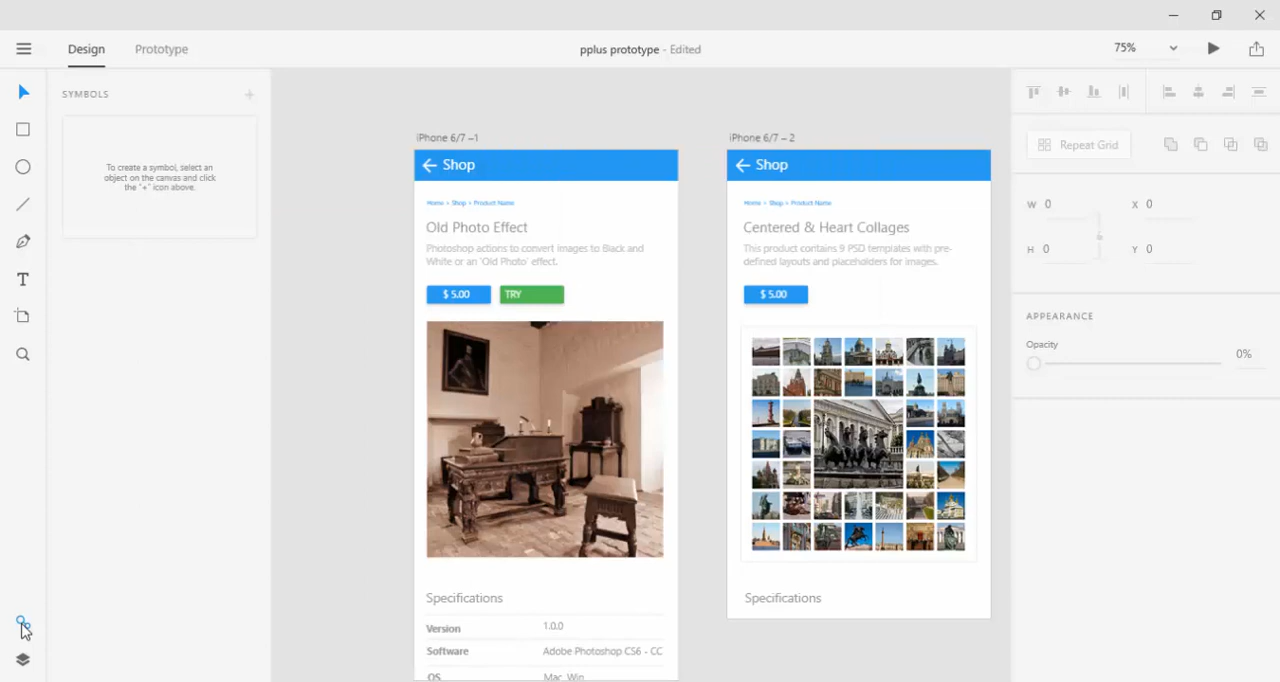 Design Prototype pplus prototype - Edited 75%
SYMBOLS +
To create a symbol, select an
object on the canvas and click
the "+" icon above.
iPhone 6/7 –1
Shop
Home > Shop > Product Name
Old Photo Effect
Photoshop actions to convert images to Black and
White or an 'Old Photo' effect.
$ 5.00 TRY
Specifications
Version 1.0.0
Software Adobe Photoshop CS6 - CC
OS Mac, Win
iPhone 6/7 – 2
Shop
Home > Shop > Product Name
Centered & Heart Collages
This product contains 9 PSD templates with pre-
defined layouts and placeholders for images.
$ 5.00
Specifications
Repeat Grid
W 0 X 0
H 0 Y 0
APPEARANCE
Opacity
0%